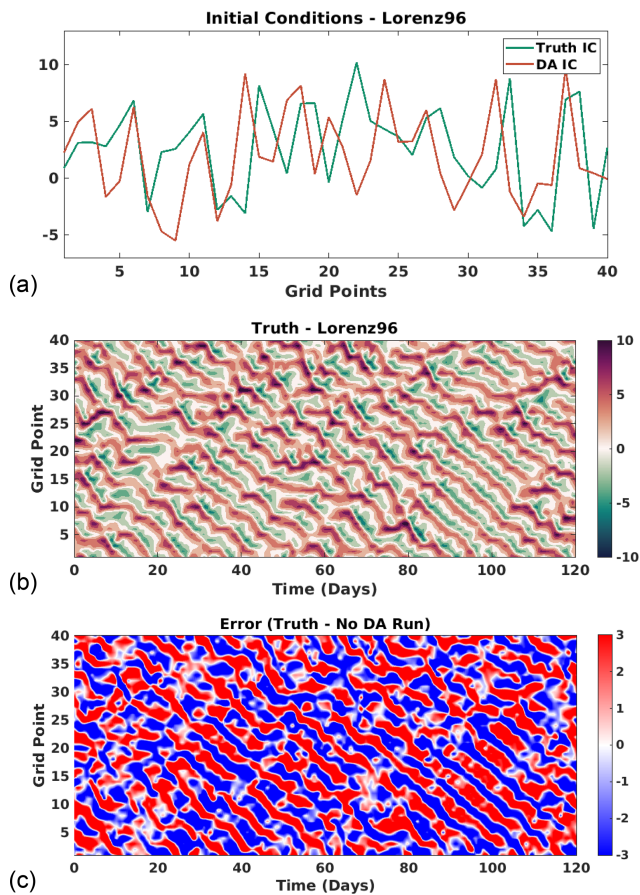 Initial Conditions - Lorenz96
Truth IC
DA IC
10
5
0
-5
5 10 15 20 25 30 35 40
Grid Points
(a)
Truth - Lorenz96
40
35
30
25
20
15
10
5
Grid Point
0 20 40 60 80 100 120
Time (Days)
10
5
0
-5
-10
(b)
Error (Truth - No DA Run)
40
35
30
25
20
15
10
5
Grid Point
0 20 40 60 80 100 120
Time (Days)
3
2
1
0
-1
-2
-3
(c)